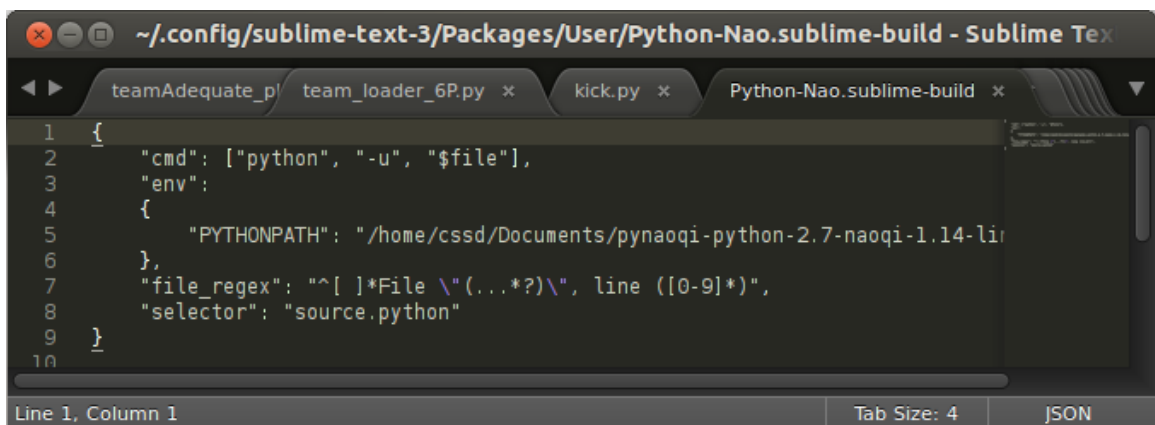 ~/.config/sublime-text-3/Packages/User/Python-Nao.sublime-build - Sublime Tex
teamAdequate_pl team_loader_6P.py × kick.py × Python-Nao.sublime-build ×
1 {
2     "cmd": ["python", "-u", "$file"],
3     "env":
4     {
5         "PYTHONPATH": "/home/cssd/Documents/pynaoqi-python-2.7-naoqi-1.14-lin
6     },
7     "file_regex": "^[ ]*File \"(...*?)\", line ([0-9]*)",
8     "selector": "source.python"
9 }
10
Line 1, Column 1 Tab Size: 4 JSON